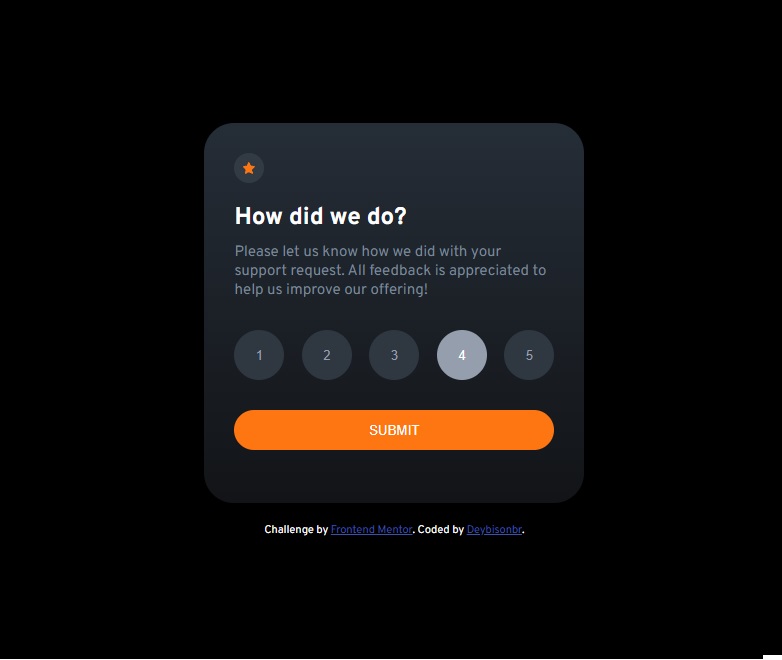 How did we do?
Please let us know how we did with your
support request. All feedback is appreciated to
help us improve our offering!
1 2 3 4 5
SUBMIT
Challenge by Frontend Mentor. Coded by Deybisonbr.